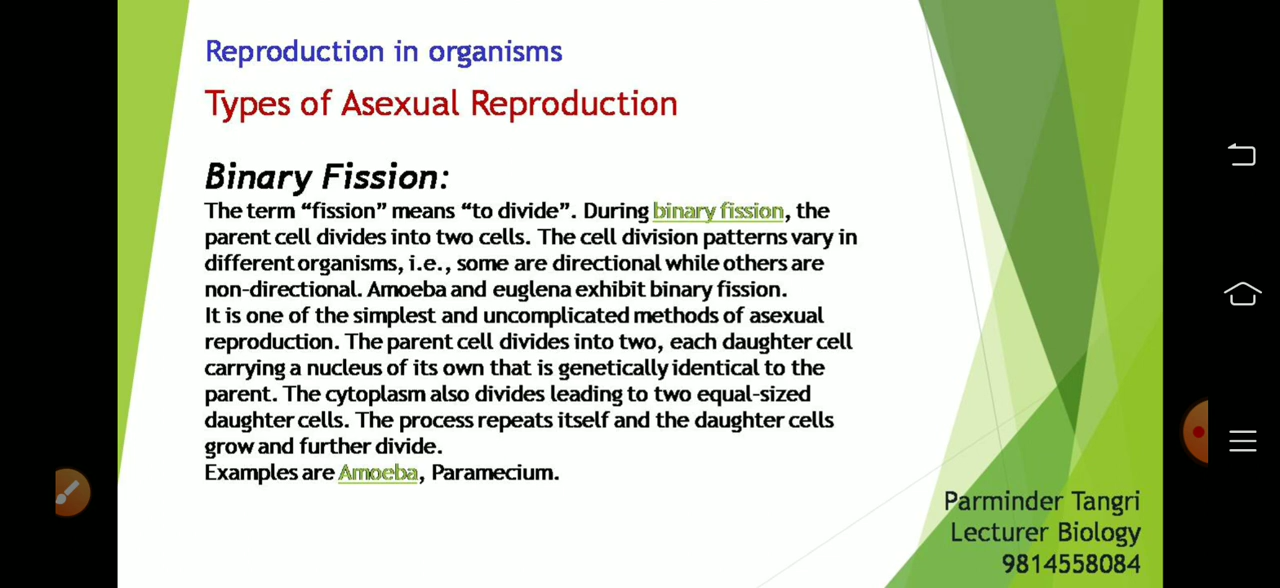 Reproduction in organisms
Types of Asexual Reproduction
Binary Fission:
The term “fission” means “to divide”. During binary fission, the
parent cell divides into two cells. The cell division patterns vary in
different organisms, i.e., some are directional while others are
non-directional. Amoeba and euglena exhibit binary fission.
It is one of the simplest and uncomplicated methods of asexual
reproduction. The parent cell divides into two, each daughter cell
carrying a nucleus of its own that is genetically identical to the
parent. The cytoplasm also divides leading to two equal-sized
daughter cells. The process repeats itself and the daughter cells
grow and further divide.
Examples are Amoeba, Paramecium.
Parminder Tangri
Lecturer Biology
9814558084